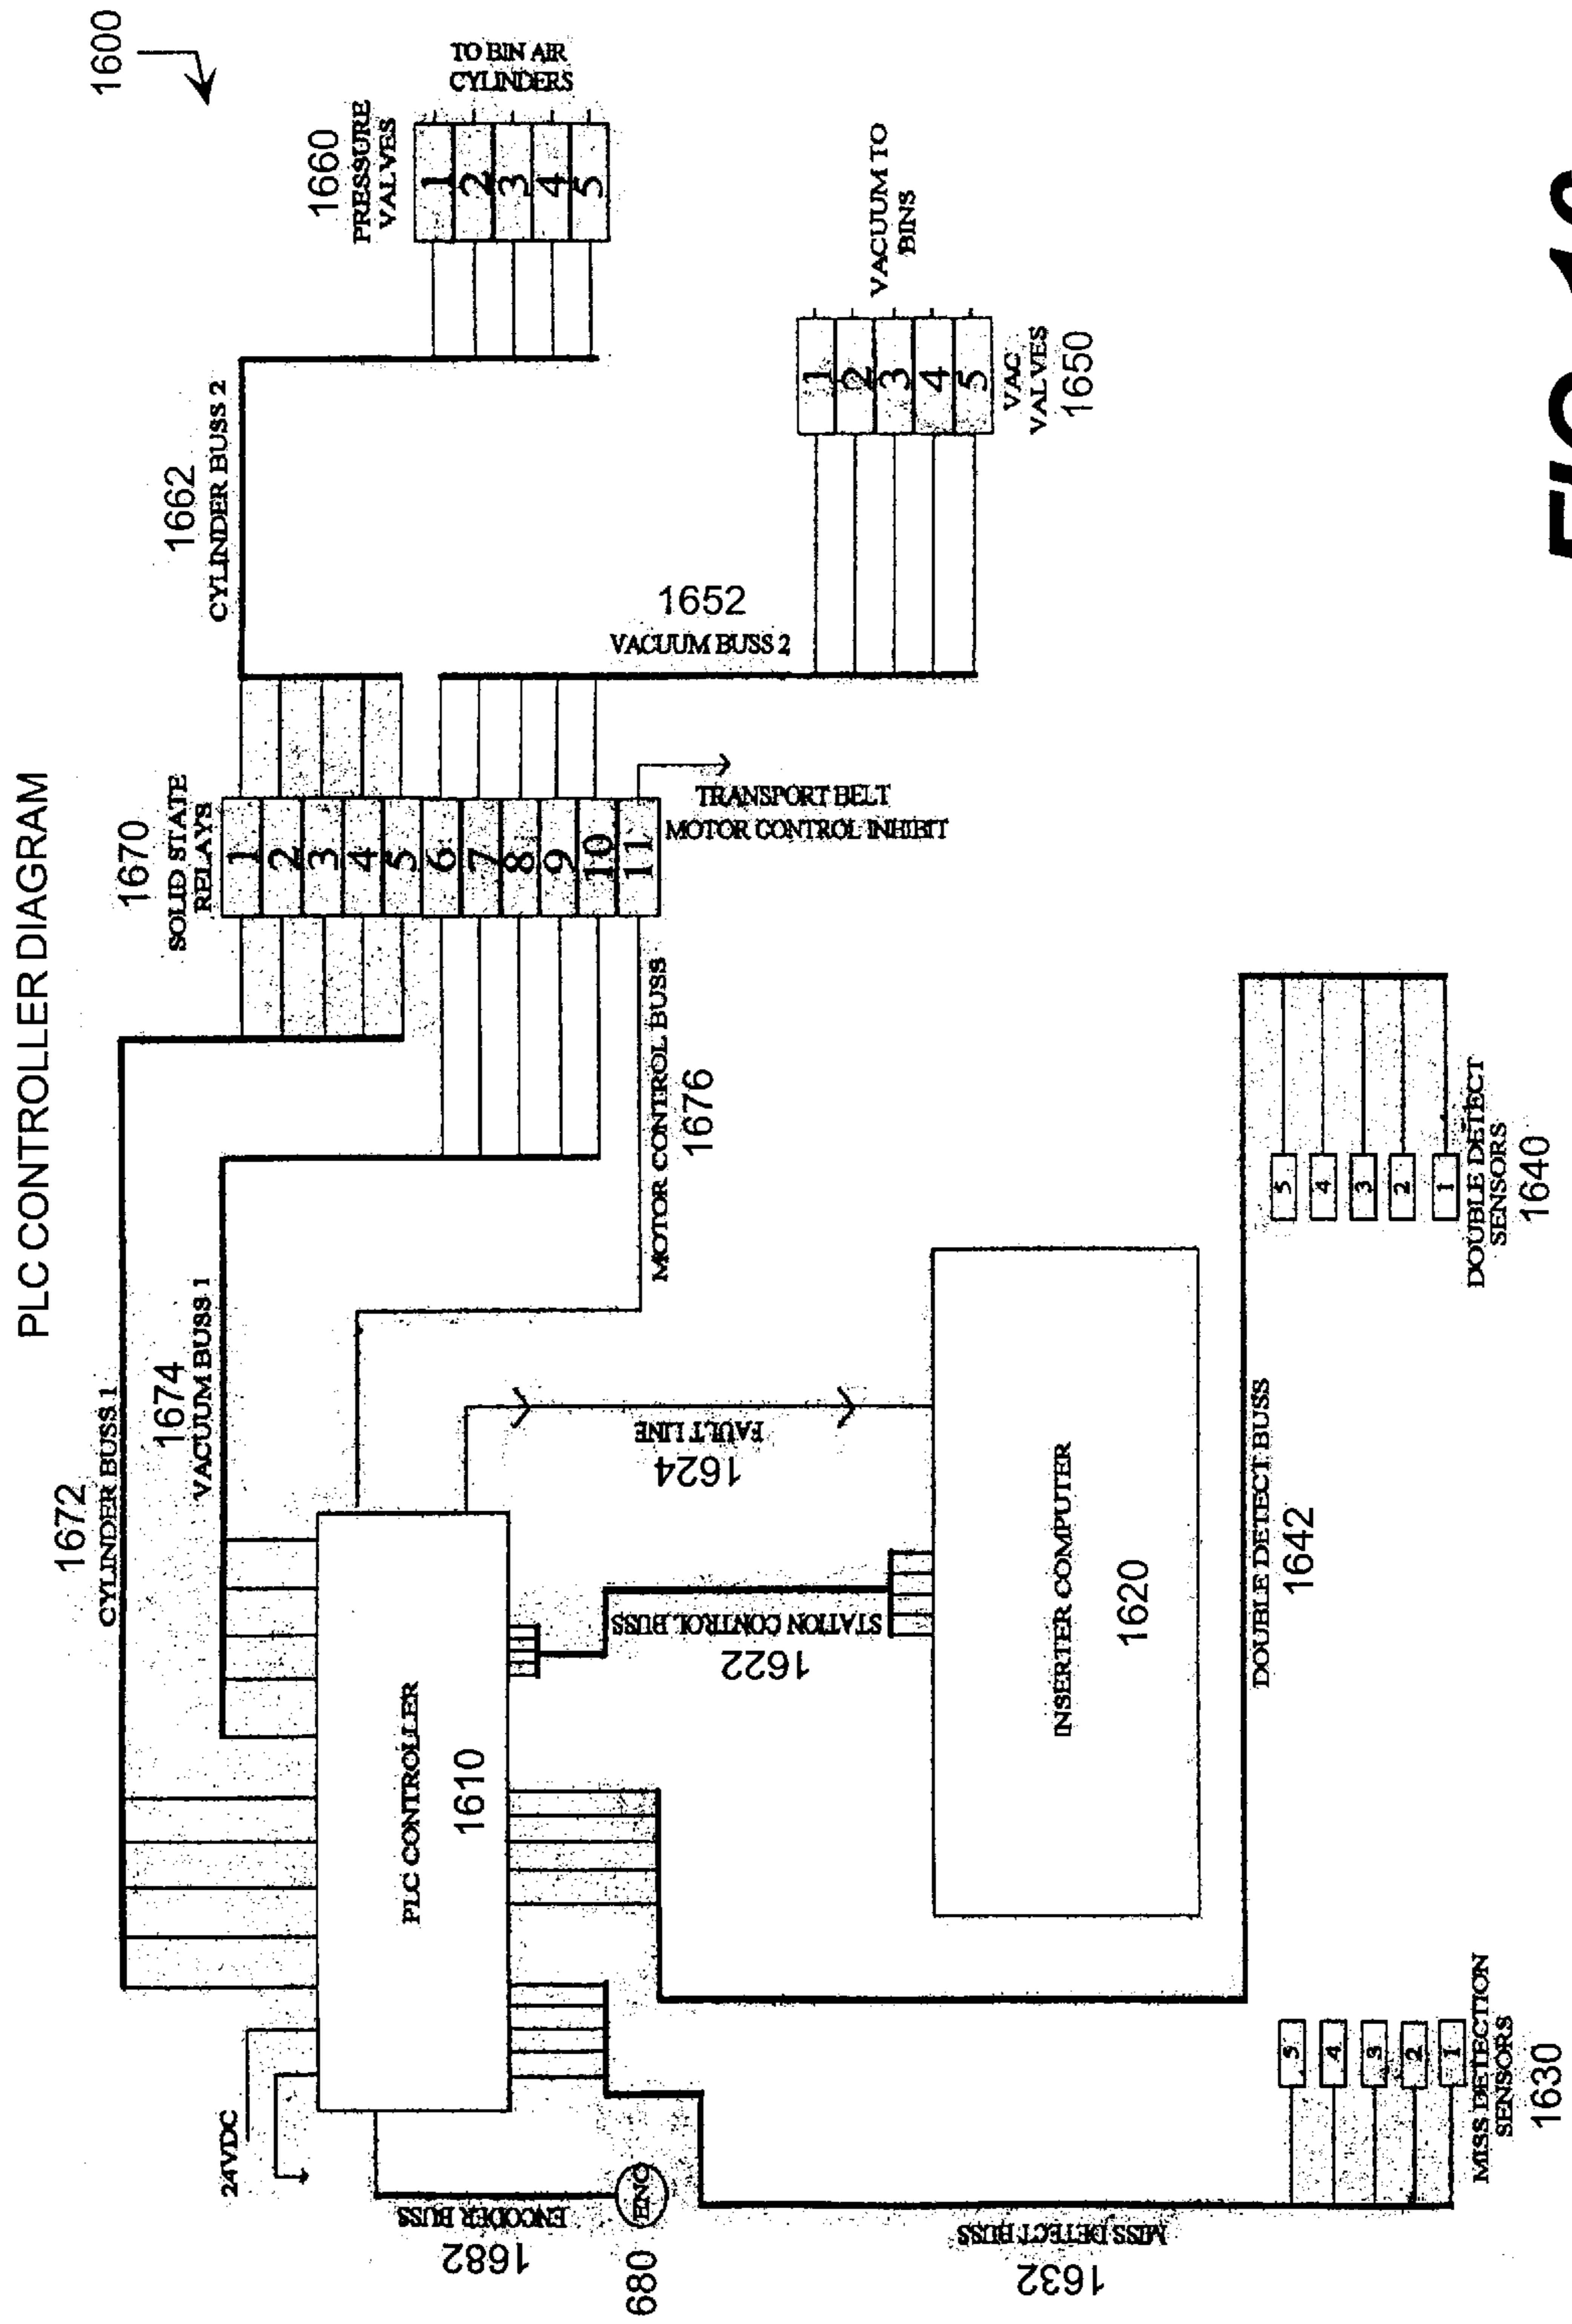 PLC CONTROLLER DIAGRAM
1600
1672
CYLINDER BUSS 1
1674
VACUUM BUSS 1
1670
SOLID STATE
RELAYS
1
2
3
4
5
6
7
8
9
10
11
1662
CYLINDER BUSS 2
1660
PRESSURE
VALVES
1
2
3
4
5
TO BIN AIR
CYLINDERS
1652
VACUUM BUSS 2
1
2
3
4
5
VACUUM TO
BINS
VAC
VALVES
1650
TRANSPORT BELT
MOTOR CONTROL INHIBIT
MOTOR CONTROL BUSS
1676
24VDC
PLC CONTROLLER
1610
ENCODER BUSS
1682
ENC
680
FAULT LINE
1624
STATION CONTROL BUSS
1622
INSERTER COMPUTER
1620
MISS DETECT BUSS
1632
5
4
3
2
1
MISS DETECTION
SENSORS
1630
DOUBLE DETECT BUSS
1642
5
4
3
2
1
DOUBLE DETECT
SENSORS
1640